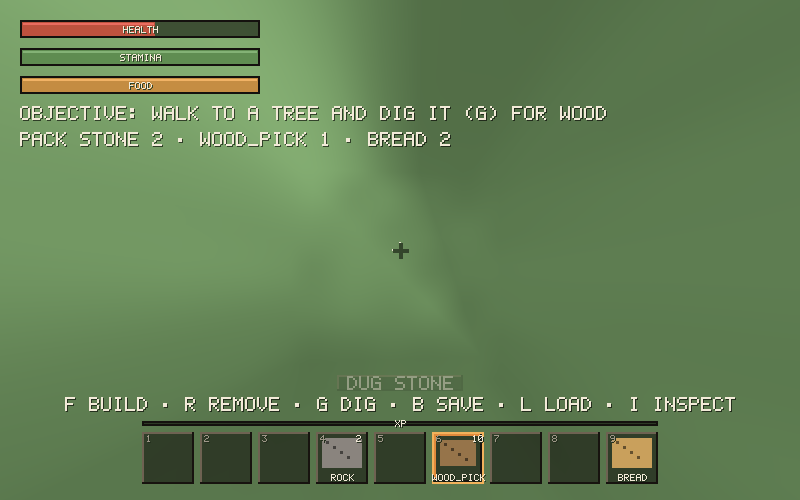 HEALTH
STAMINA
FOOD
OBJECTIVE: WALK TO A TREE AND DIG IT (G) FOR WOOD
PACK STONE 2 · WOOD_PICK 1 · BREAD 2
DUG STONE
F BUILD · R REMOVE · G DIG · B SAVE · L LOAD · I INSPECT
XP
1 2 3 4 2 5 6 10 7 8 9
ROCK WOOD_PICK BREAD